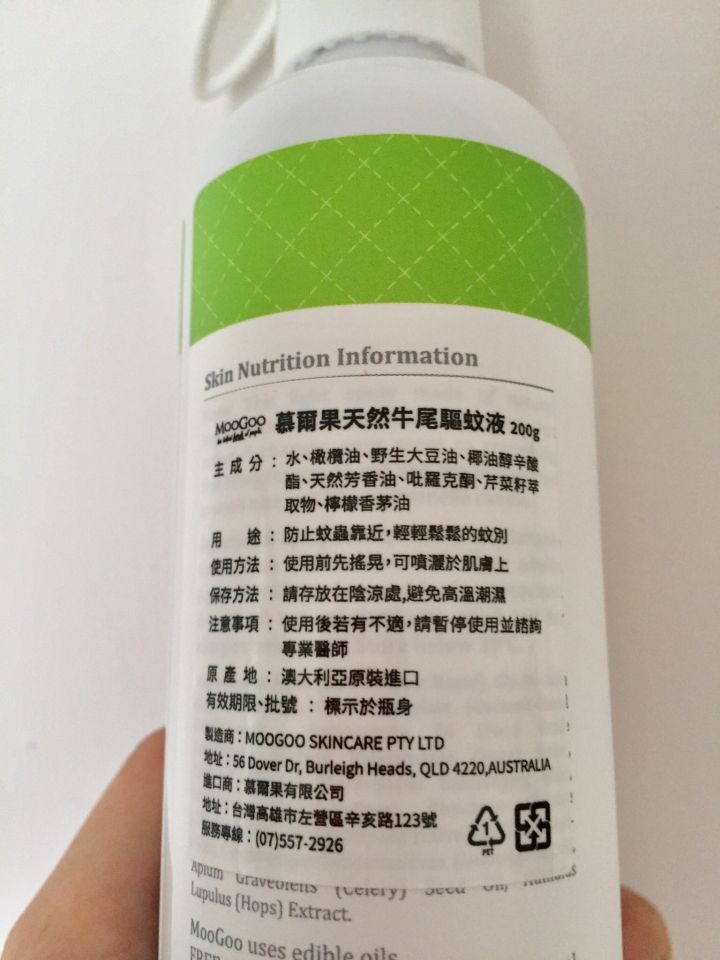 Skin Nutrition Information
MooGoo 慕爾果天然牛尾驅蚊液 200g
主成分：水、橄欖油、野生大豆油、椰油醇辛酸
酯、天然芳香油、吡羅克酮、芹菜籽萃
取物、檸檬香茅油
用途：防止蚊蟲靠近，輕輕鬆鬆的蚊別
使用方法：使用前先搖晃，可噴灑於肌膚上
保存方法：請存放在陰涼處,避免高溫潮濕
注意事項：使用後若有不適，請暫停使用並諮詢
專業醫師
原產地：澳大利亞原裝進口
有效期限、批號：標示於瓶身
製造商：MOOGOO SKINCARE PTY LTD
地址：56 Dover Dr, Burleigh Heads, QLD 4220,AUSTRALIA
進口商：慕爾果有限公司
地址：台灣高雄市左營區辛亥路123號
服務專線：(07)557-2926
1
PET
Apium Graveolens (Celery) Seed Oil, Humulus
Lupulus (Hops) Extract.
MooGoo uses edible oils